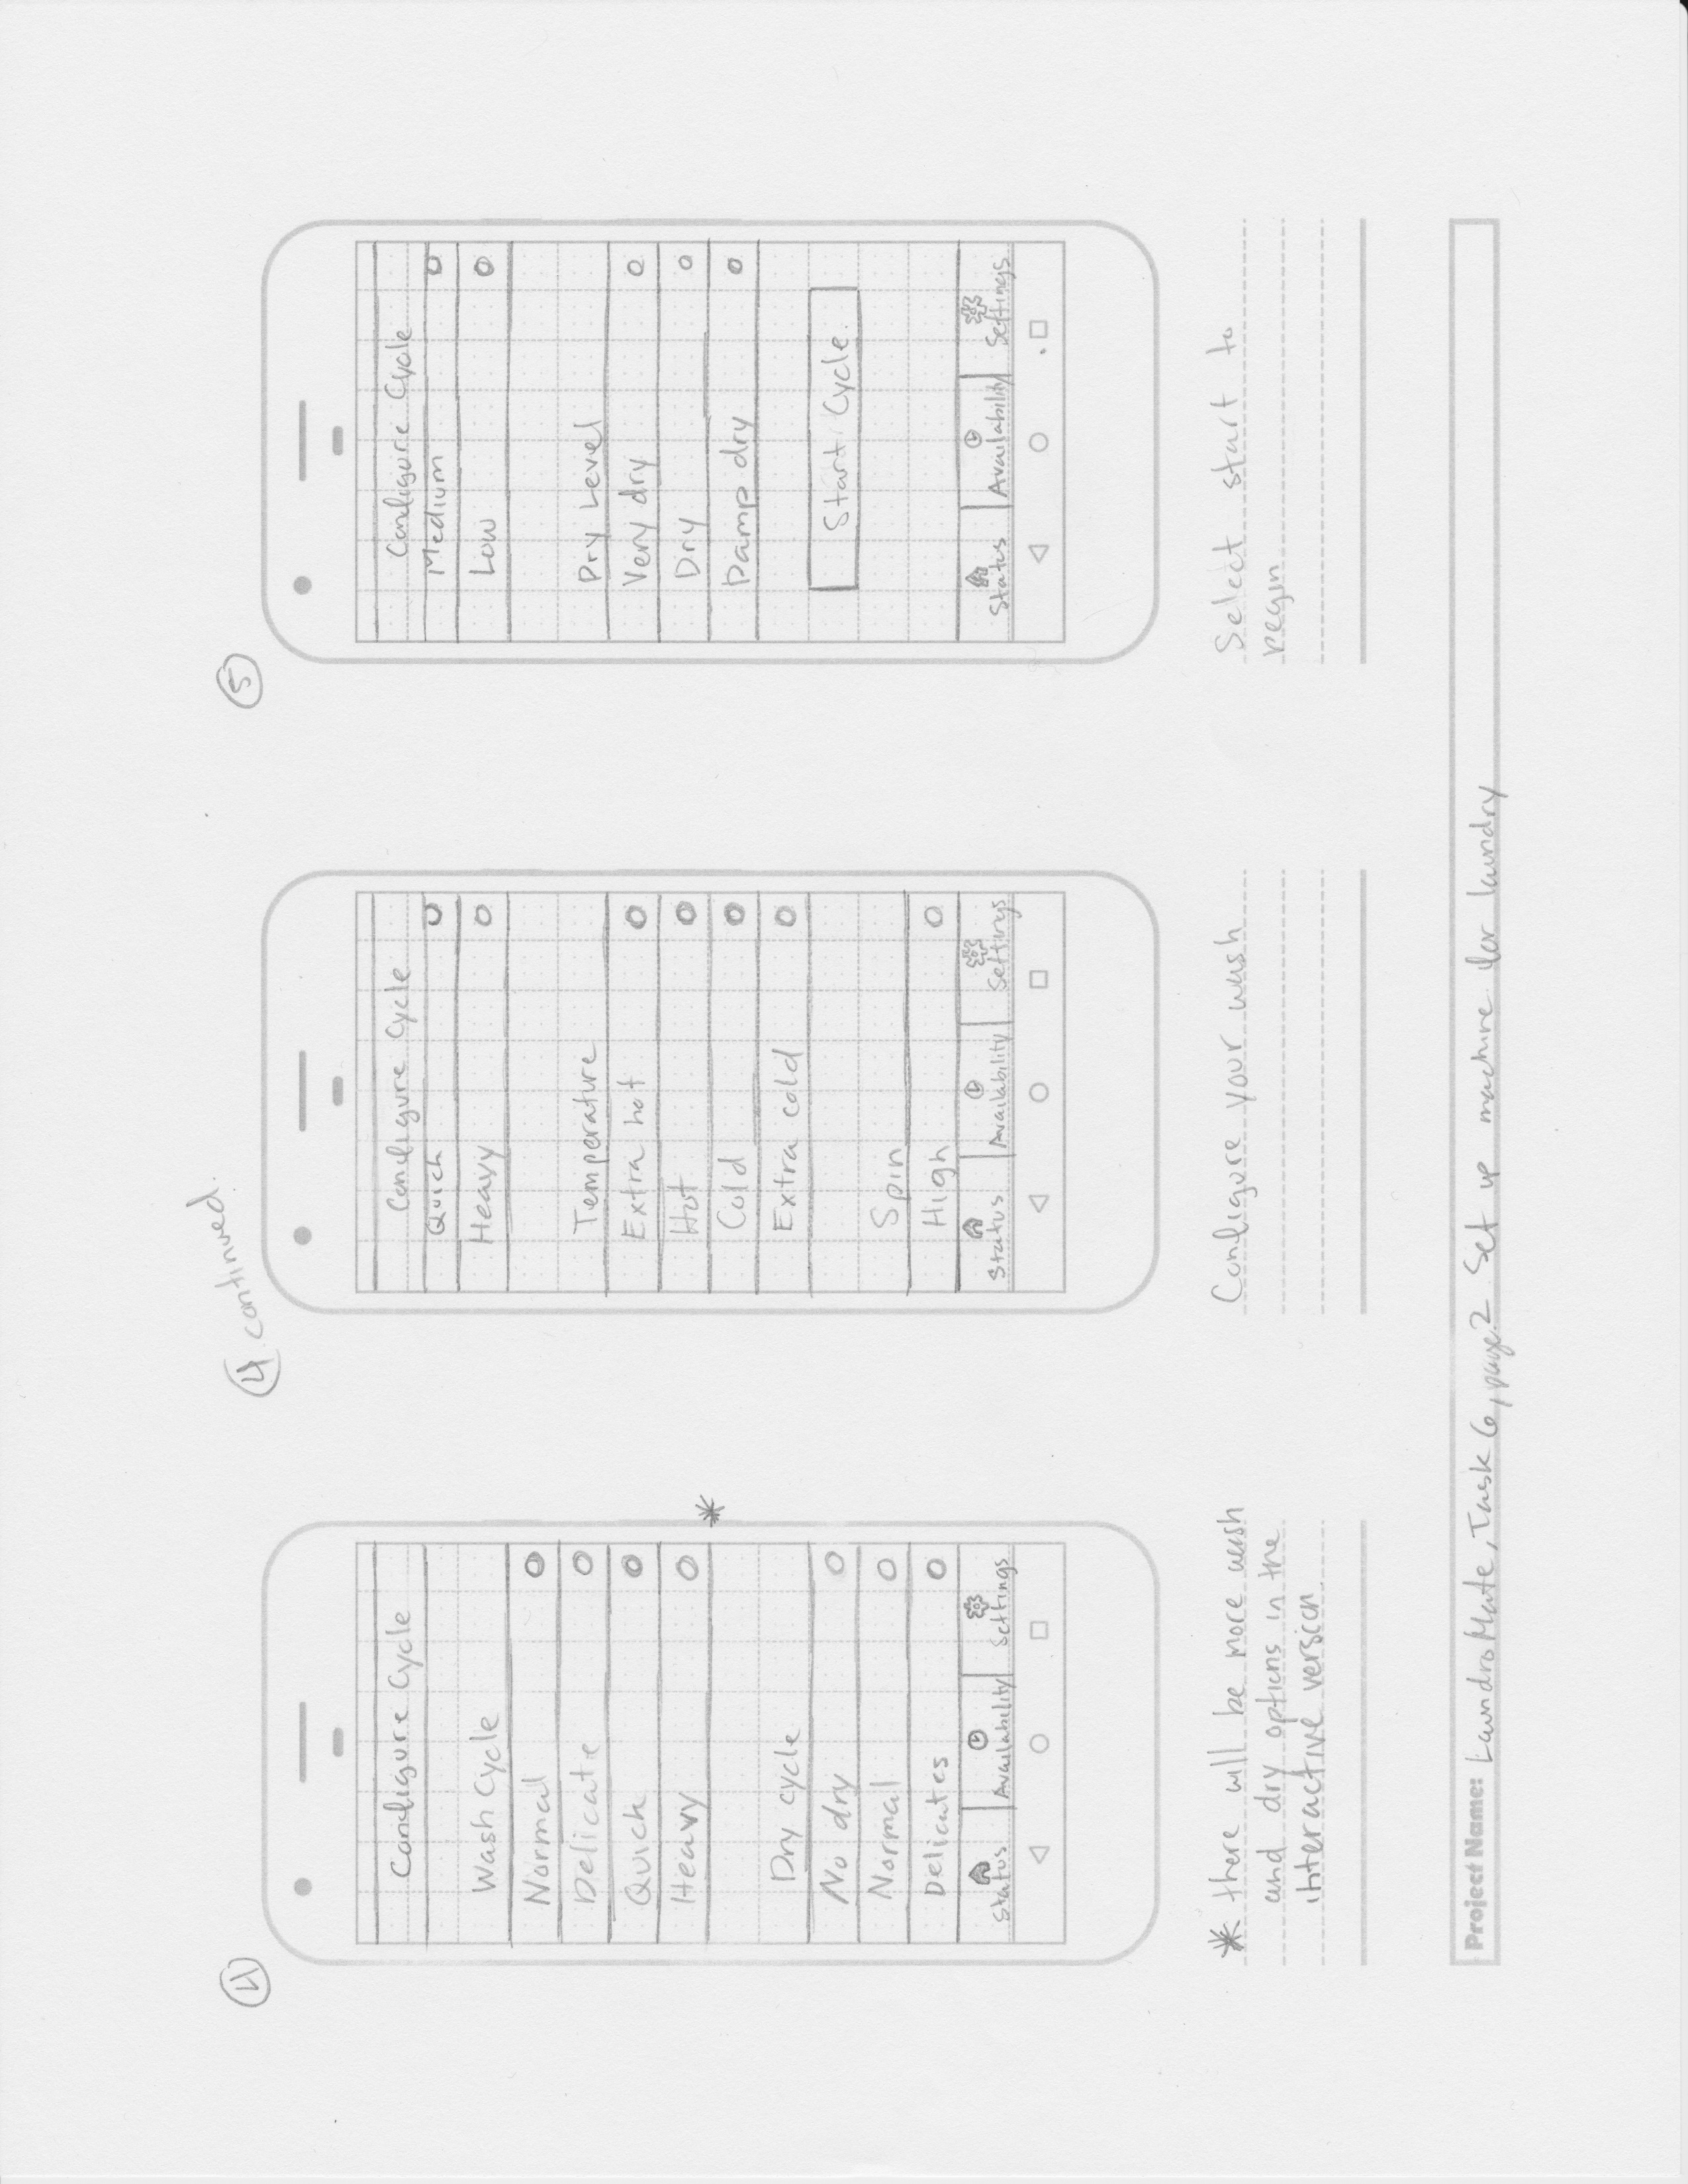 4
Configure Cycle
Wash Cycle
Normal
Delicate
Quick
Heavy
*
Dry cycle
No dry
Normal
Delicates
Status Availability Settings
* there will be more wash
and dry options in the
interactive version.
4 continued.
Configure Cycle
Quick
Heavy
Temperature
Extra hot
Hot
Cold
Extra cold
Spin
High
Status Availability Settings
Configure your wash
5
Configure Cycle
Medium
Low
Dry Level
Very dry
Dry
Damp dry
Start Cycle.
Status Availability Settings
Select start to
begin
Project Name: LaundroMate, Task 6, page 2 Set up machine for laundry